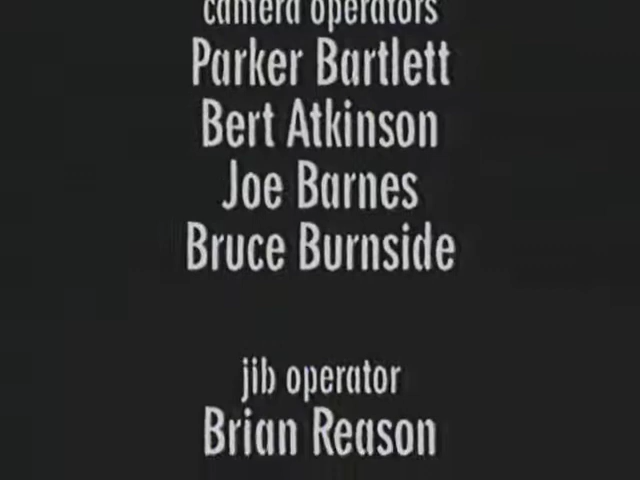 camera operators
Parker Bartlett
Bert Atkinson
Joe Barnes
Bruce Burnside
jib operator
Brian Reason